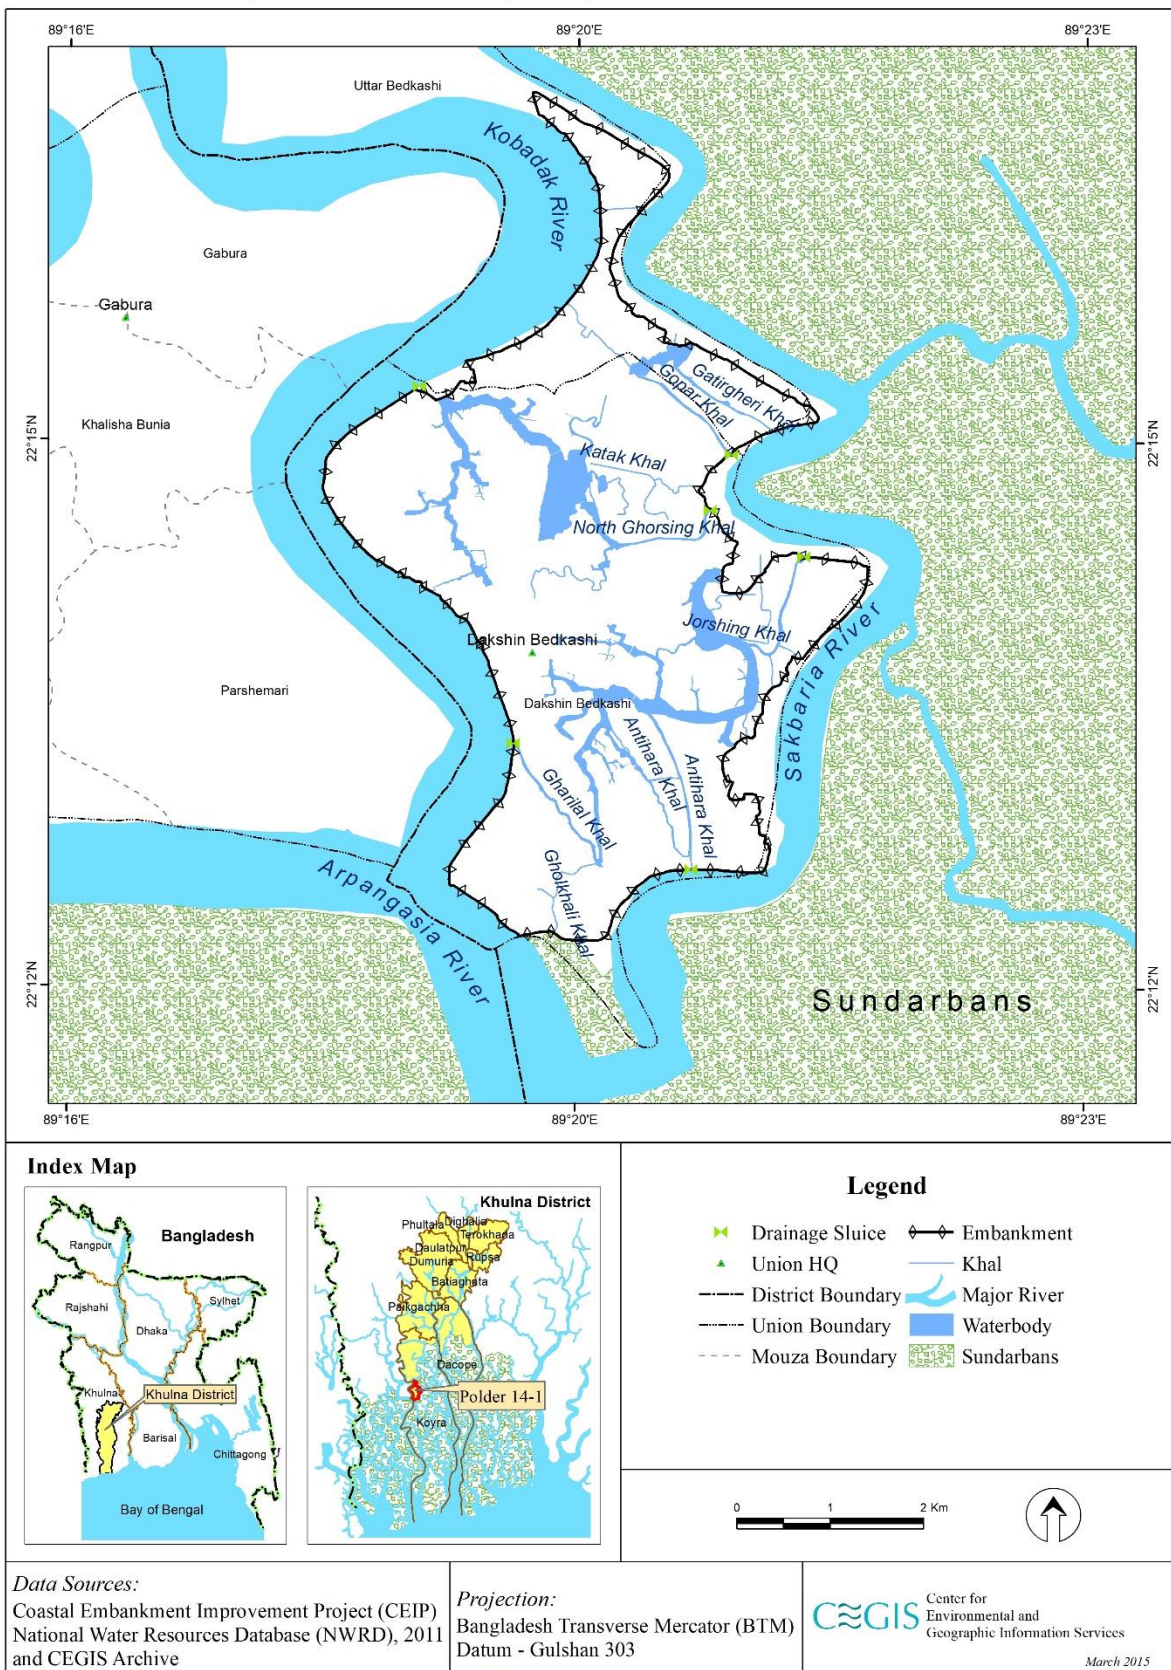 89°16'E
89°20'E
89°23'E
Uttar Bedkashi
Kobadak River
Gabura
Gabura
Gatirgheri Khal
Gopar Khal
Khalisha Bunia
22°15'N
22°15'N
Katak Khal
North Ghorsing Khal
Jorshing Khal
Dakshin Bedkashi
Parshemari
Dakshin Bedkashi
Sakbaria River
Antihara Khal
Antihara Khal
Gharilal Khal
Gholkhali Khal
Arpangasia River
22°12'N
22°12'N
Sundarbans
89°16'E
89°20'E
89°23'E
Index Map
Bangladesh
Rangpur
Rajshahi
Sylhet
Dhaka
Khulna
Khulna District
Barisal
Chittagong
Bay of Bengal
Khulna District
Dighalia
Phultala
Terokhada
Daulatpur
Rupsa
Dumuria
Batiaghata
Paikgachha
Dacope
Polder 14-1
Koyra
Legend
Drainage Sluice
Embankment
Union HQ
Khal
District Boundary
Major River
Union Boundary
Waterbody
Mouza Boundary
Sundarbans
0 1 2 Km
Data Sources:
Coastal Embankment Improvement Project (CEIP)
National Water Resources Database (NWRD), 2011
and CEGIS Archive
Projection:
Bangladesh Transverse Mercator (BTM)
Datum - Gulshan 303
CEGIS
Center for
Environmental and
Geographic Information Services
March 2015